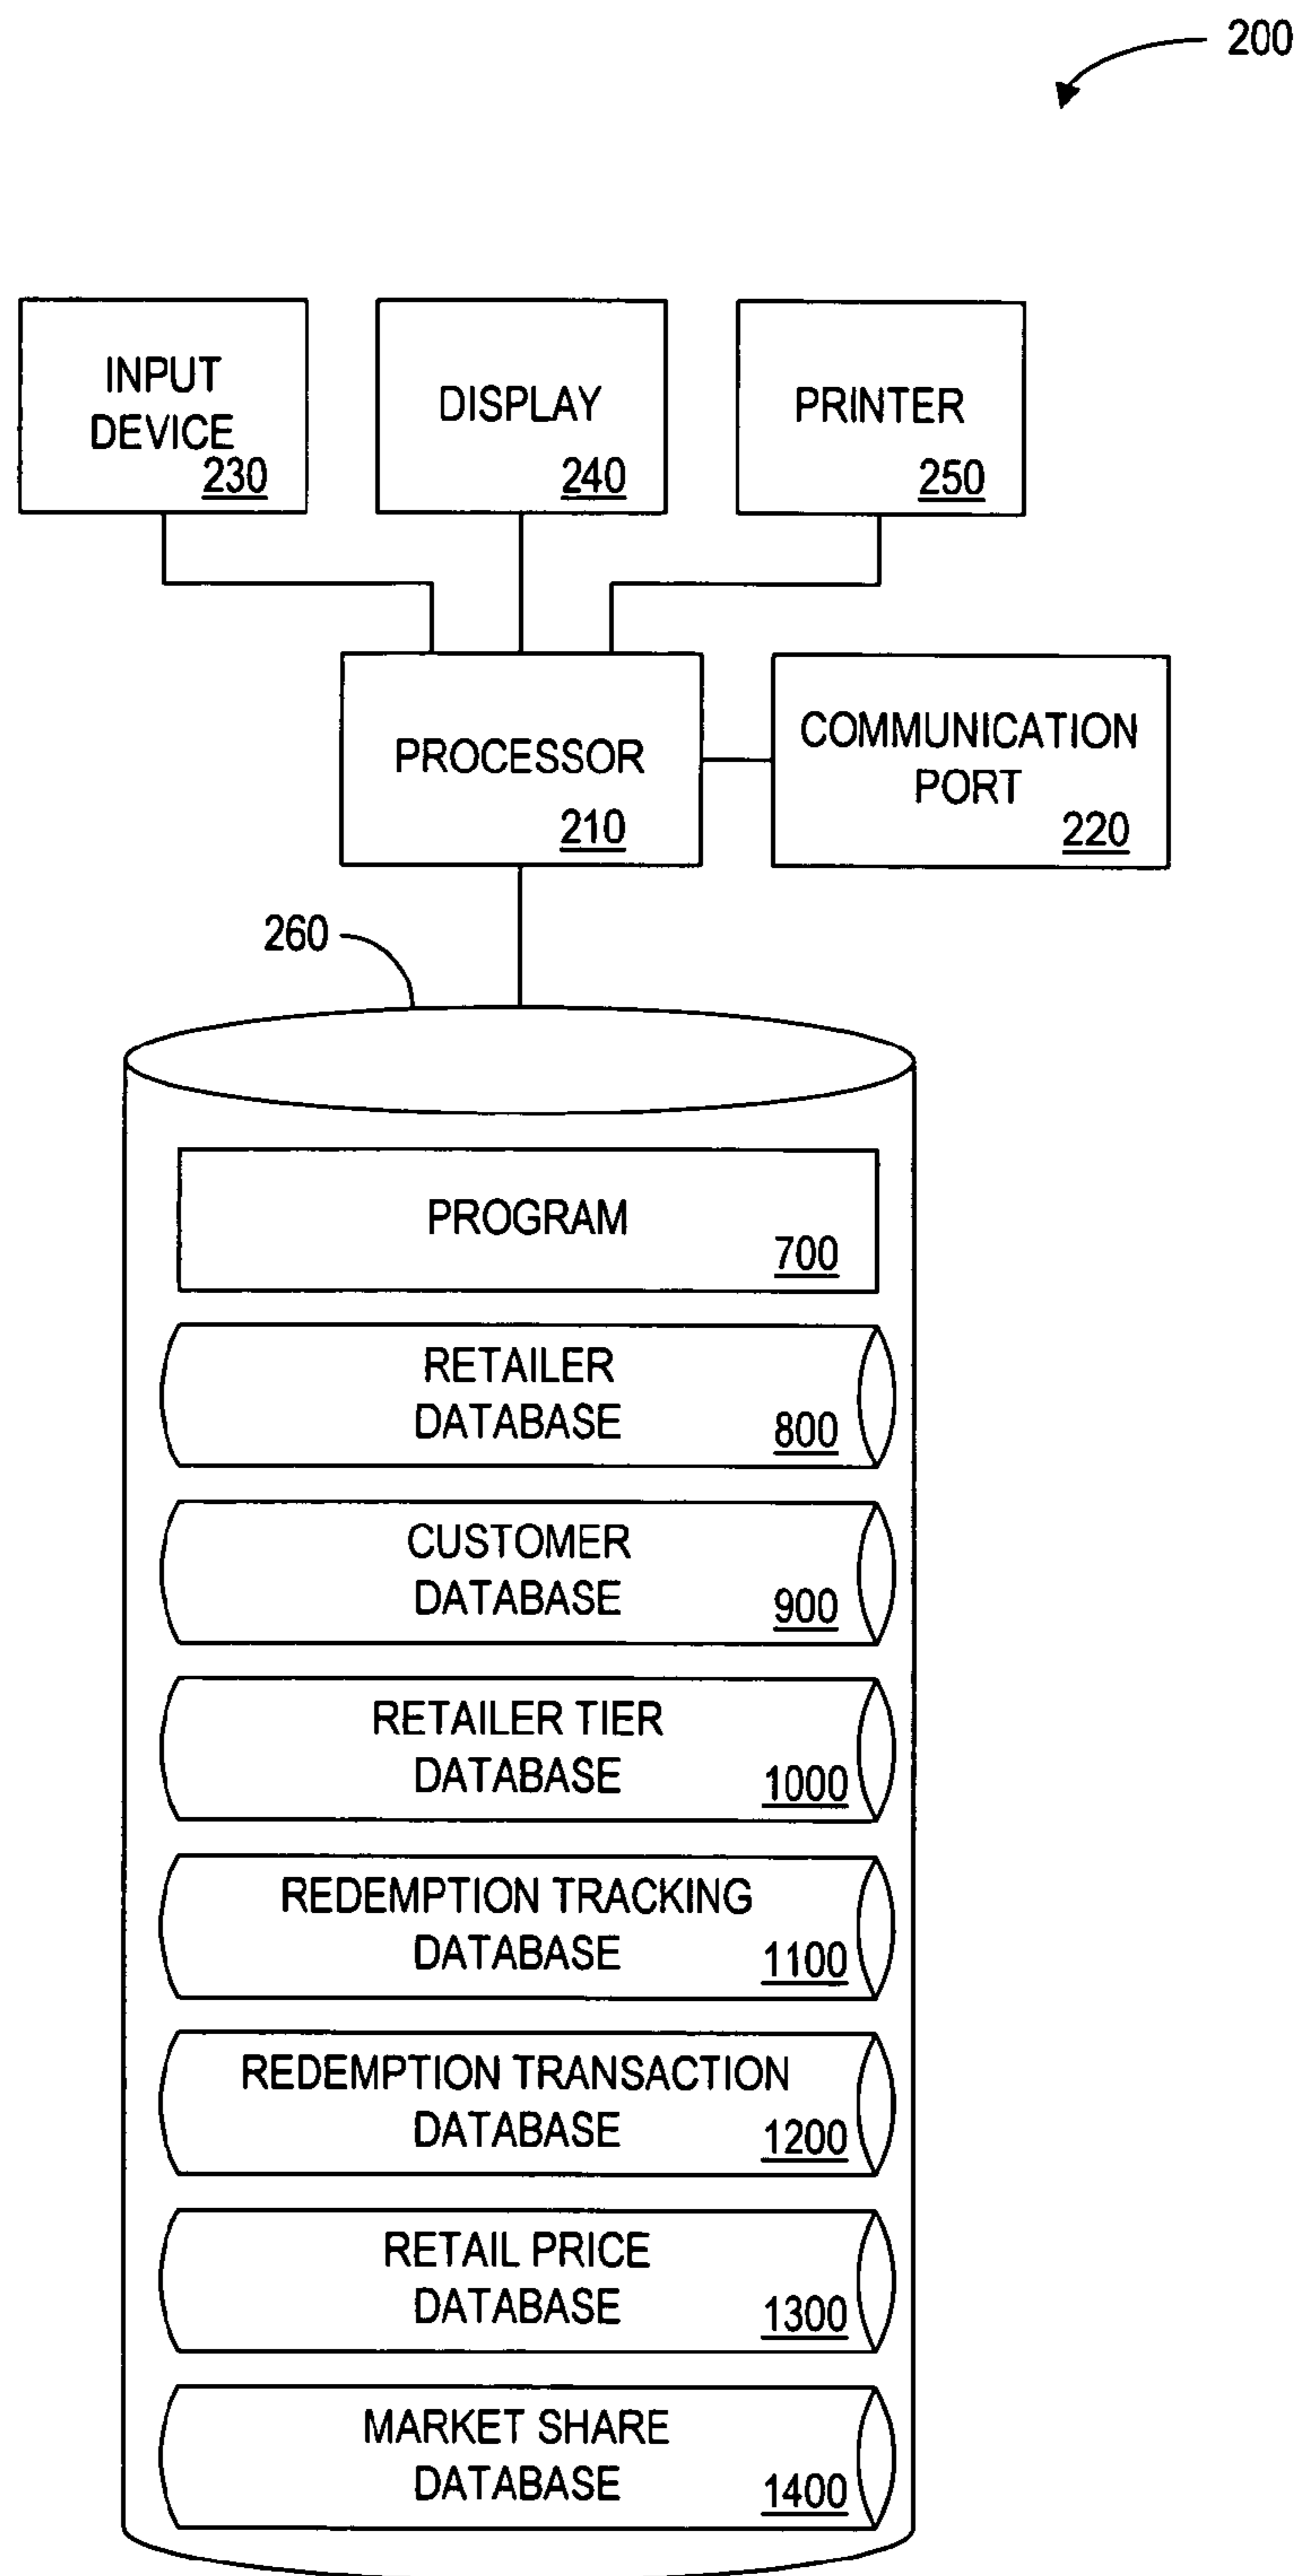 200
INPUT
DEVICE
230
DISPLAY
240
PRINTER
250
PROCESSOR
210
COMMUNICATION
PORT
220
260
PROGRAM
700
RETAILER
DATABASE
800
CUSTOMER
DATABASE
900
RETAILER TIER
DATABASE
1000
REDEMPTION TRACKING
DATABASE
1100
REDEMPTION TRANSACTION
DATABASE
1200
RETAIL PRICE
DATABASE
1300
MARKET SHARE
DATABASE
1400